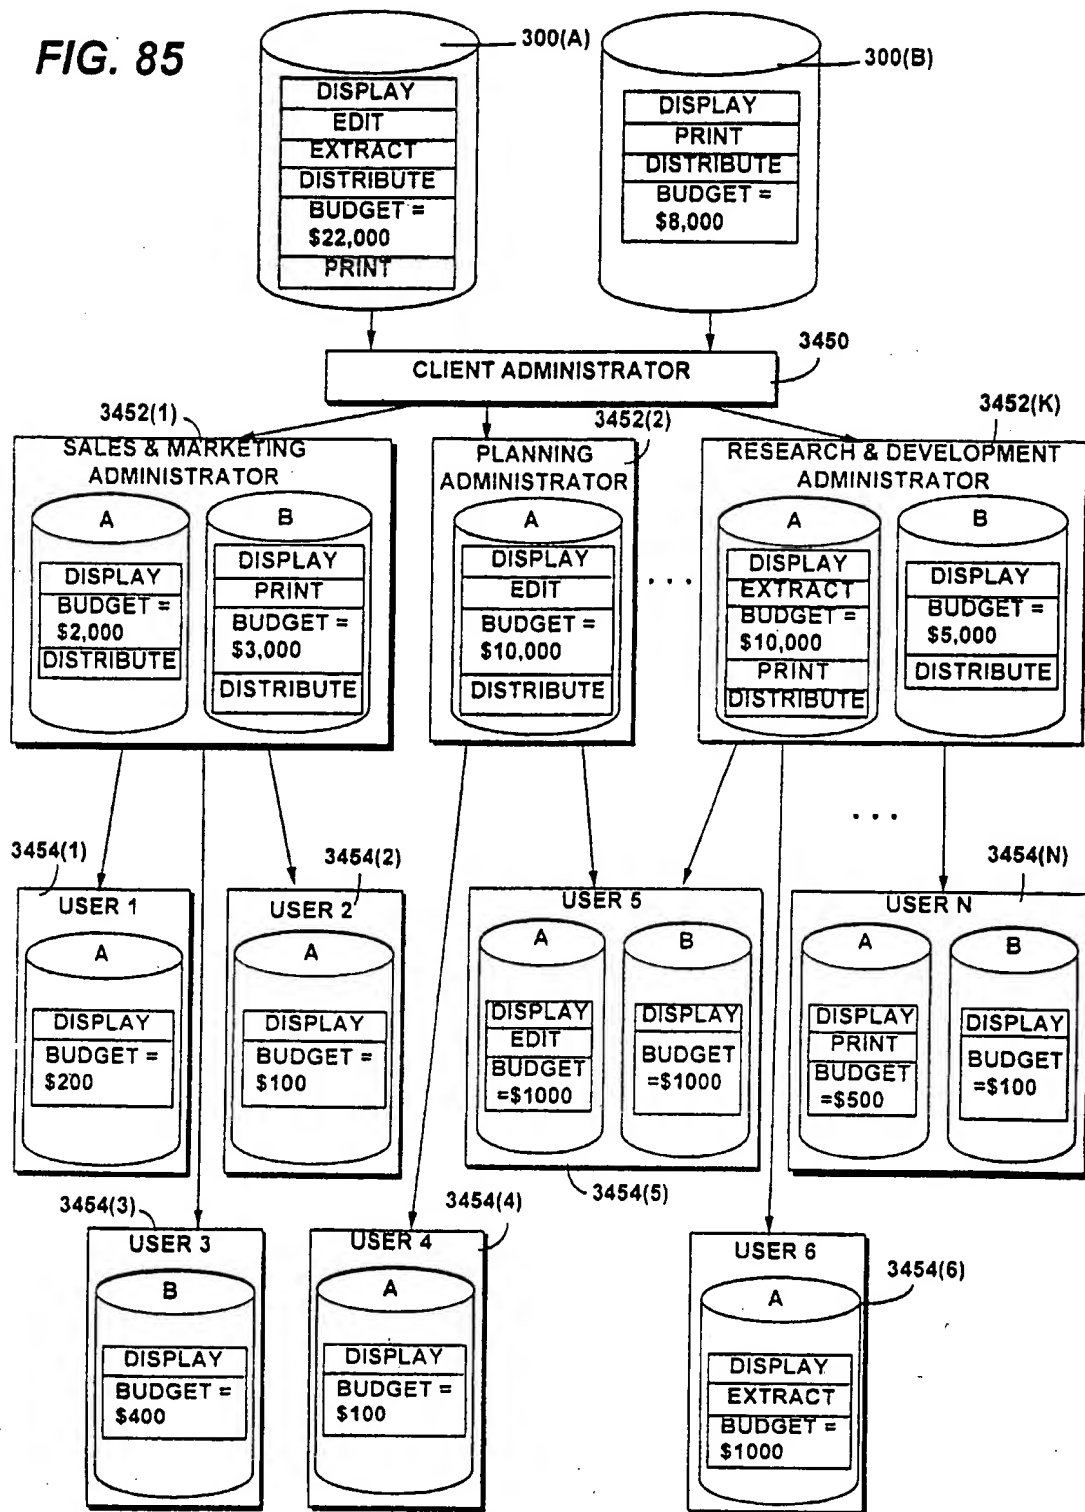 FIG. 85
300(A)
300(B)
DISPLAY
EDIT
EXTRACT
DISTRIBUTE
BUDGET =
$22,000
PRINT
DISPLAY
PRINT
DISTRIBUTE
BUDGET =
$8,000
3450
CLIENT ADMINISTRATOR
3452(1)
3452(2)
3452(K)
SALES & MARKETING
ADMINISTRATOR
A
DISPLAY
BUDGET =
$2,000
DISTRIBUTE
B
DISPLAY
PRINT
BUDGET =
$3,000
DISTRIBUTE
PLANNING
ADMINISTRATOR
A
DISPLAY
EDIT
BUDGET =
$10,000
DISTRIBUTE
. . .
RESEARCH & DEVELOPMENT
ADMINISTRATOR
A
DISPLAY
EXTRACT
BUDGET =
$10,000
PRINT
DISTRIBUTE
B
DISPLAY
BUDGET =
$5,000
DISTRIBUTE
. . .
3454(1)
USER 1
A
DISPLAY
BUDGET =
$200
3454(2)
USER 2
A
DISPLAY
BUDGET =
$100
USER 5
A
DISPLAY
EDIT
BUDGET
=$1000
B
DISPLAY
BUDGET
=$1000
3454(5)
3454(N)
USER N
A
DISPLAY
PRINT
BUDGET
=$500
B
DISPLAY
BUDGET
=$100
3454(3)
USER 3
B
DISPLAY
BUDGET =
$400
3454(4)
USER 4
A
DISPLAY
BUDGET =
$100
USER 6
3454(6)
A
DISPLAY
EXTRACT
BUDGET =
$1000